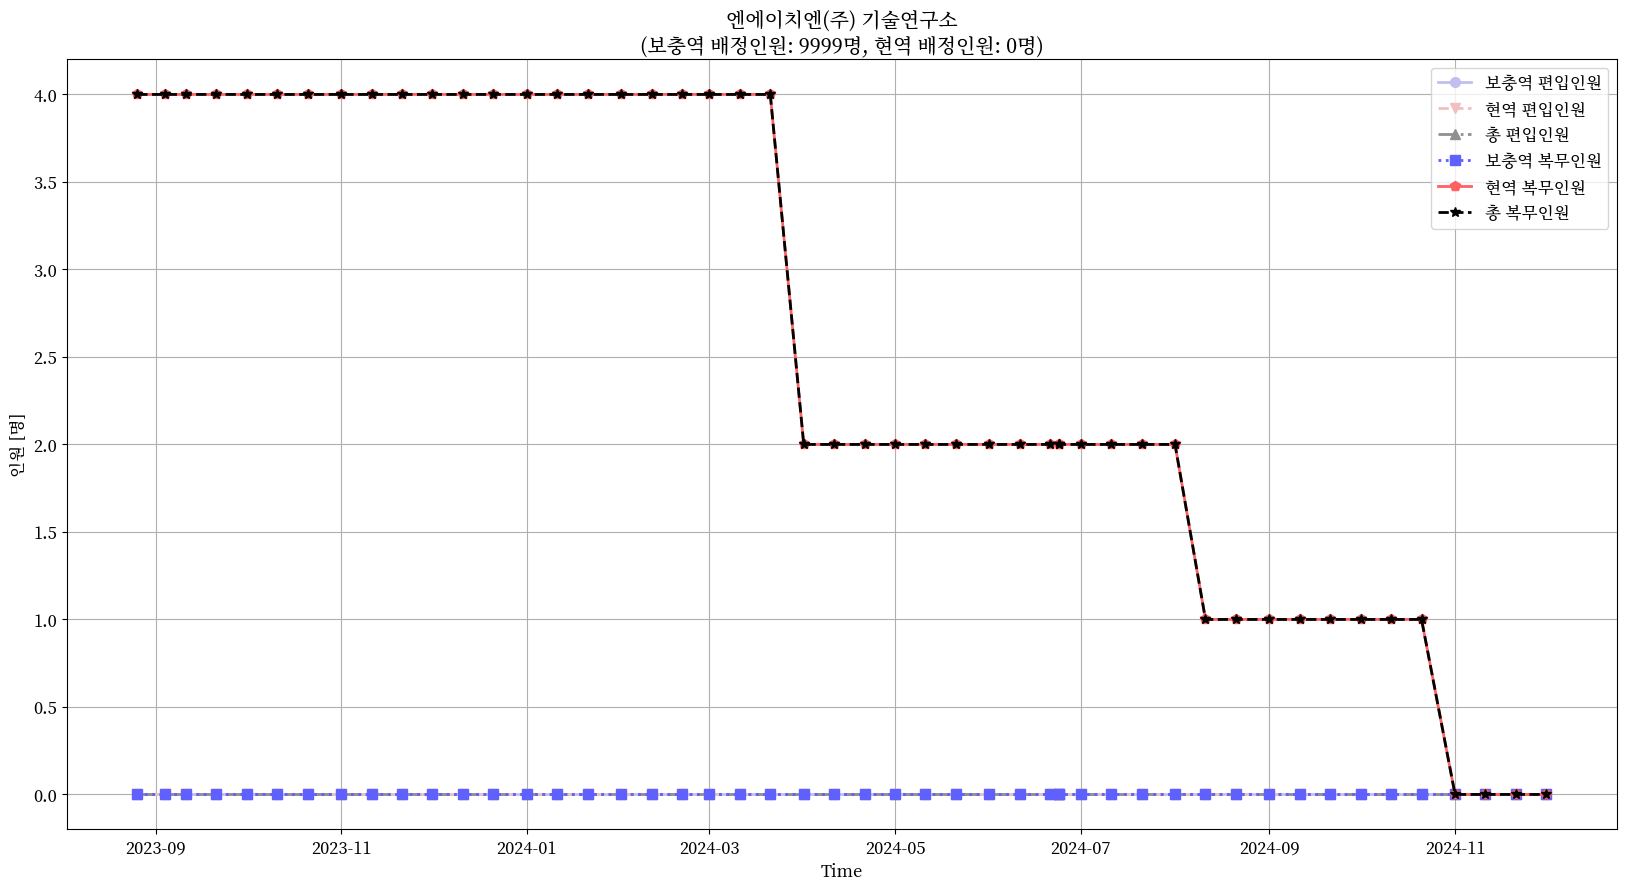 엔에이치엔(주) 기술연구소
(보충역 배정인원: 9999명, 현역 배정인원: 0명)
보충역 편입인원
현역 편입인원
총 편입인원
보충역 복무인원
현역 복무인원
총 복무인원
인원 [명]
4.0
3.5
3.0
2.5
2.0
1.5
1.0
0.5
0.0
2023-09
2023-11
2024-01
2024-03
2024-05
2024-07
2024-09
2024-11
Time